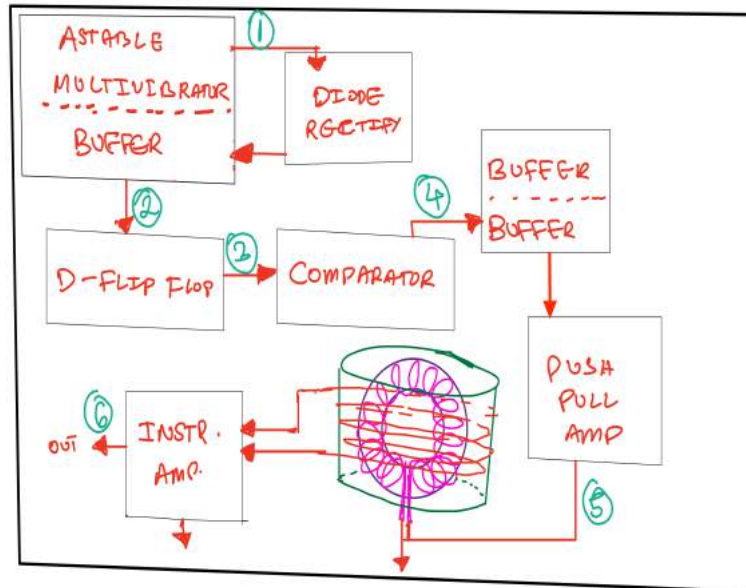 ASTABLE
MULTIVIBRATOR
BUFFER
1
DIODE
RECTIFY
2
D-FLIP FLOP
3
COMPARATOR
4
BUFFER
BUFFER
PUSH
PULL
AMP
5
INSTR.
AMP.
6
OUT